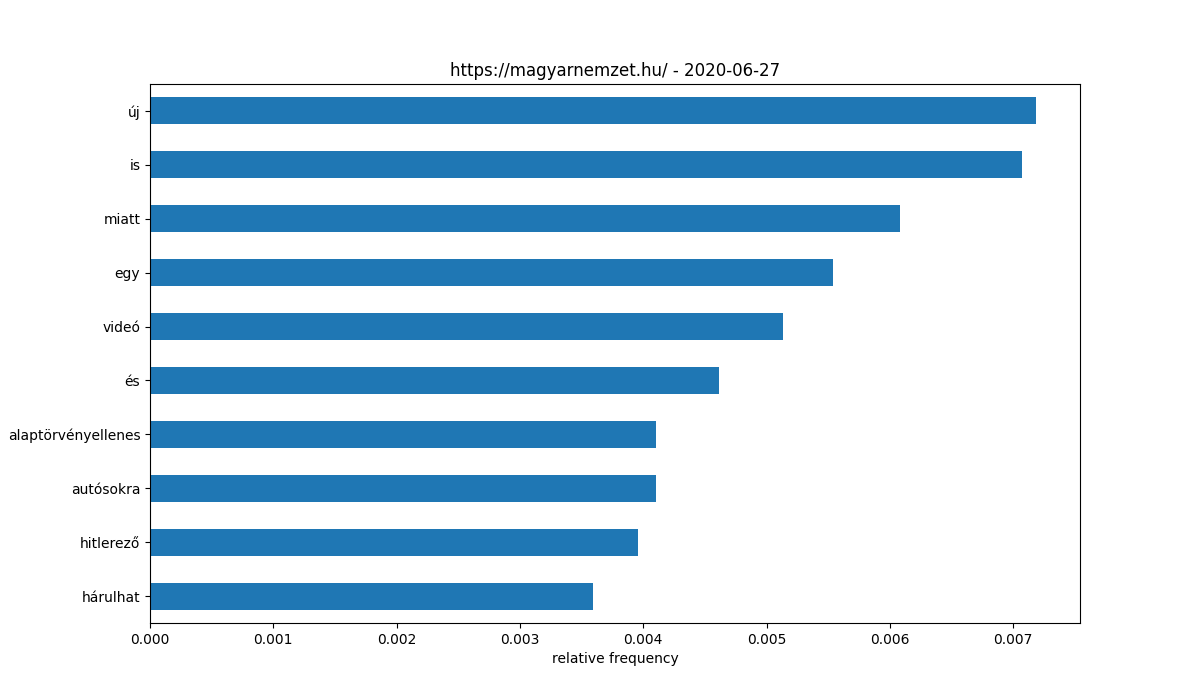 https://magyarnemzet.hu/ - 2020-06-27
új
is
miatt
egy
videó
és
alaptörvényellenes
autósokra
hitlerező
hárulhat
0.000 0.001 0.002 0.003 0.004 0.005 0.006 0.007
relative frequency